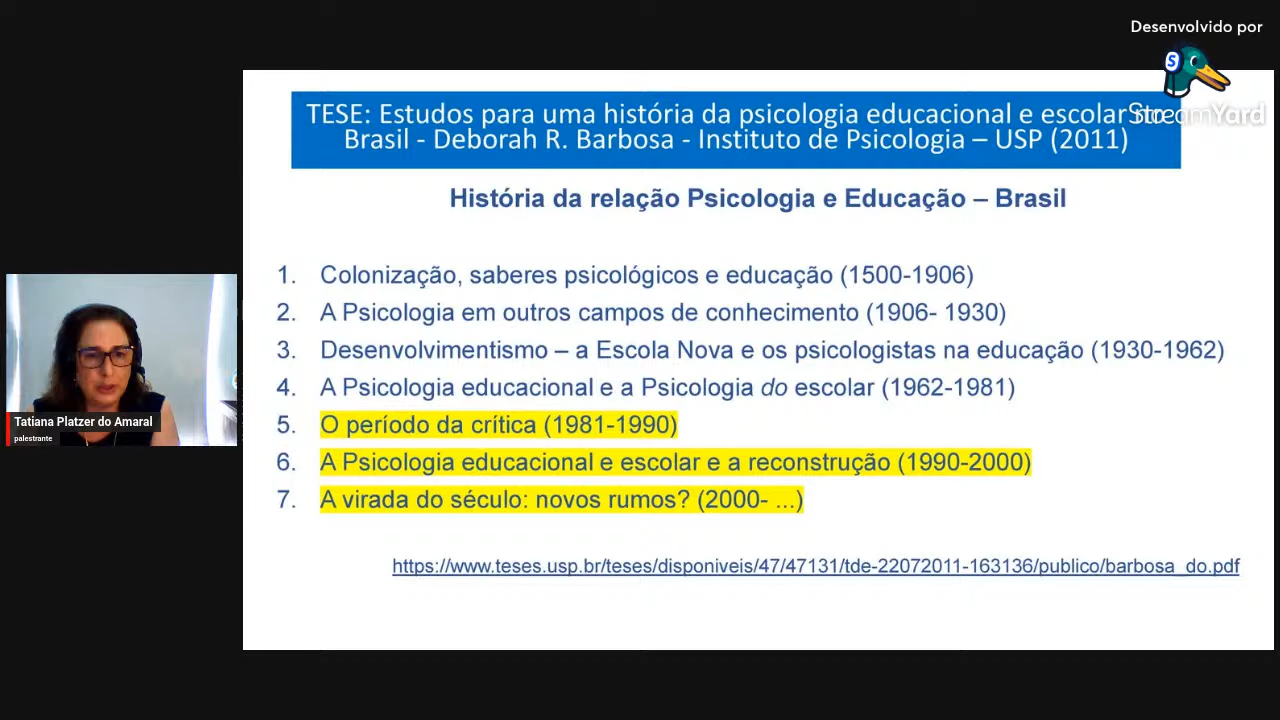 Desenvolvido por
StreamYard
TESE: Estudos para uma história da psicologia educacional e escolar no
Brasil - Deborah R. Barbosa - Instituto de Psicologia – USP (2011)
História da relação Psicologia e Educação – Brasil
1. Colonização, saberes psicológicos e educação (1500-1906)
2. A Psicologia em outros campos de conhecimento (1906- 1930)
3. Desenvolvimentismo – a Escola Nova e os psicologistas na educação (1930-1962)
4. A Psicologia educacional e a Psicologia do escolar (1962-1981)
5. O período da crítica (1981-1990)
6. A Psicologia educacional e escolar e a reconstrução (1990-2000)
7. A virada do século: novos rumos? (2000- ...)
https://www.teses.usp.br/teses/disponiveis/47/47131/tde-22072011-163136/publico/barbosa_do.pdf
Tatiana Platzer do Amaral
palestrante